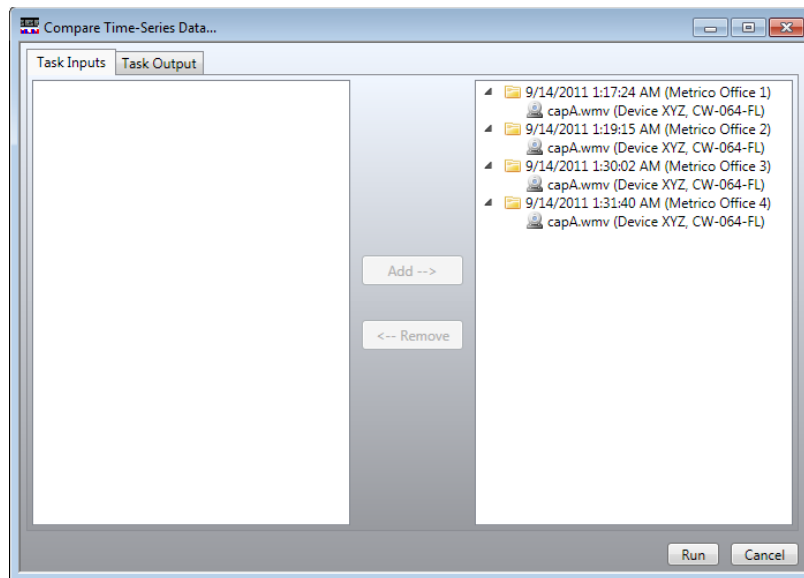 Compare Time-Series Data...
Task Inputs
Task Output
9/14/2011 1:17:24 AM (Metrico Office 1)
capA.wmv (Device XYZ, CW-064-FL)
9/14/2011 1:19:15 AM (Metrico Office 2)
capA.wmv (Device XYZ, CW-064-FL)
9/14/2011 1:30:02 AM (Metrico Office 3)
capA.wmv (Device XYZ, CW-064-FL)
9/14/2011 1:31:40 AM (Metrico Office 4)
capA.wmv (Device XYZ, CW-064-FL)
Add -->
<-- Remove
Run
Cancel